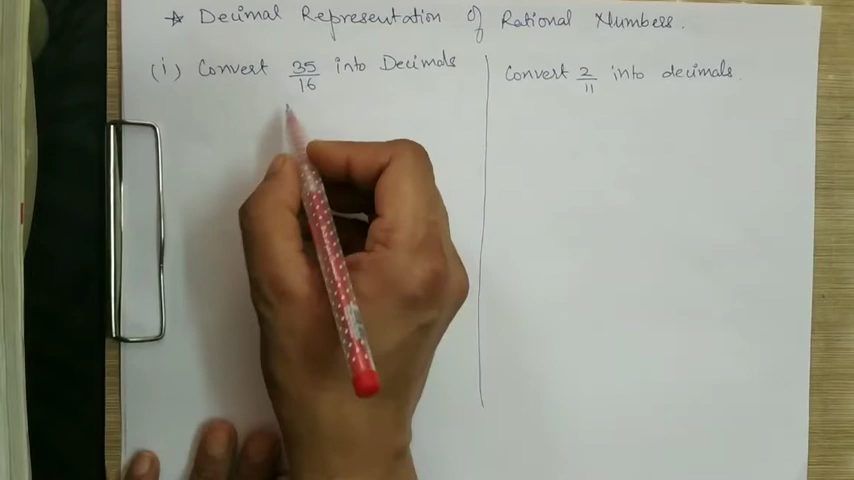 ☆ Decimal Representation of Rational Numbers.
(i) Convert 35/16 into Decimals
Convert 2/11 into decimals.